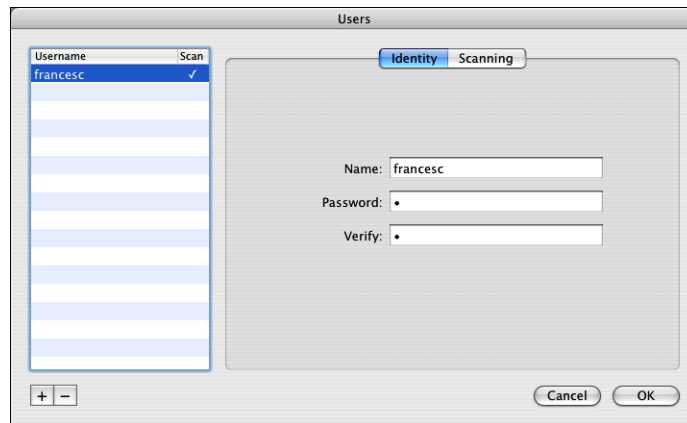 Users
Username Scan
francesc ✓
Identity Scanning
Name: francesc
Password: •
Verify: •
+ −
Cancel OK